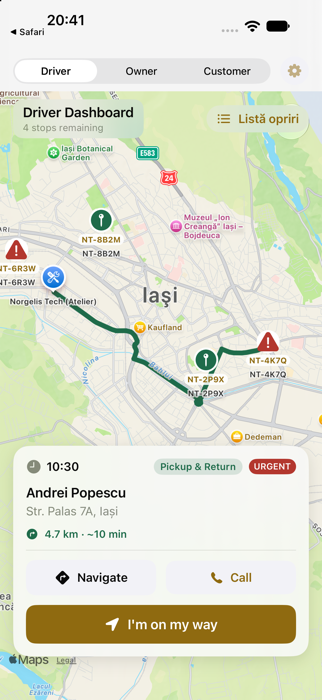 20:41
Safari
Driver
Owner
Customer
Driver Dashboard
4 stops remaining
Listă opriri
Iași Botanical
Garden
E583
24
Muzeul „Ion
Creangă" Iași –
Bojdeuca
NT-8B2M
NT-8B2M
NT-6R3W
NT-6R3W
Norgelis Tech (Atelier)
Iași
Kaufland
Nicolina
Bahlui
NT-4K7Q
NT-4K7Q
NT-2P9X
NT-2P9X
Dedeman
10:30
Pickup & Return
URGENT
Andrei Popescu
Str. Palas 7A, Iași
4.7 km · ~10 min
Navigate
Call
I'm on my way
Maps
Legal